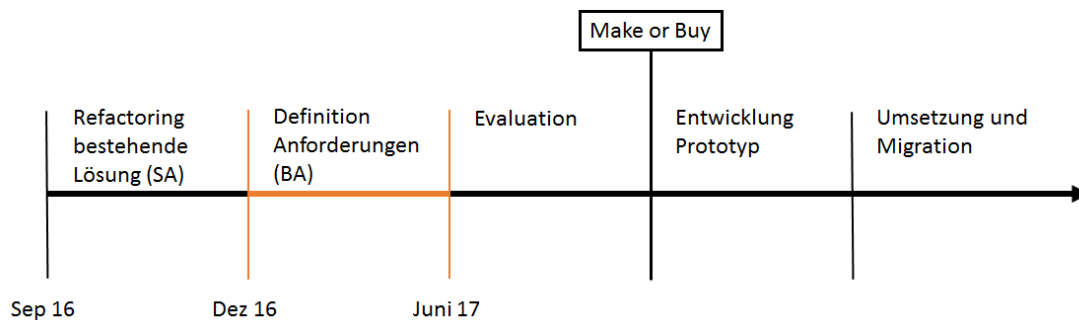 Make or Buy
Refactoring
bestehende
Lösung (SA)
Definition
Anforderungen
(BA)
Evaluation
Entwicklung
Prototyp
Umsetzung und
Migration
Sep 16
Dez 16
Juni 17